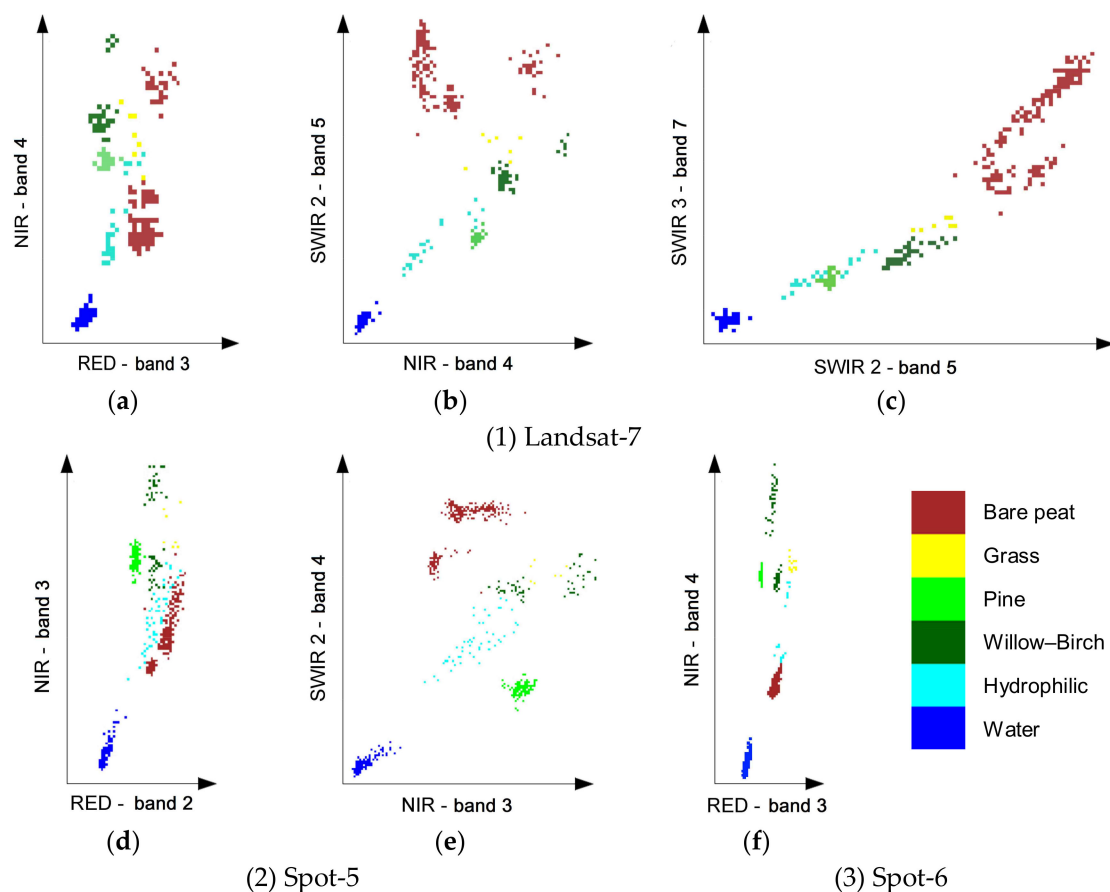 NIR - band 4
RED - band 3
(a)
SWIR 2 - band 5
NIR - band 4
(b)
SWIR 3 - band 7
SWIR 2 - band 5
(c)
(1) Landsat-7
NIR - band 3
RED - band 2
(d)
SWIR 2 - band 4
NIR - band 3
(e)
NIR - band 4
RED - band 3
(f)
Bare peat
Grass
Pine
Willow–Birch
Hydrophilic
Water
(2) Spot-5
(3) Spot-6